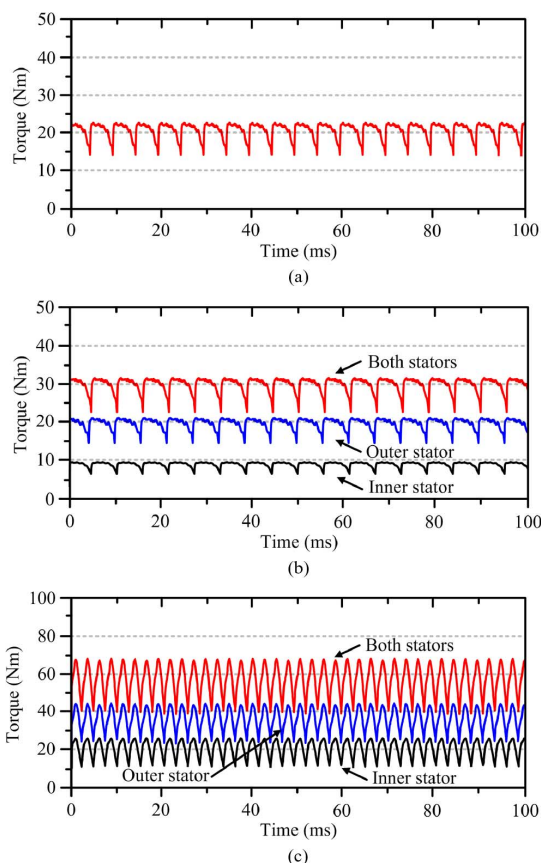 50
40
30
20
10
0
Torque (Nm)
0 20 40 60 80 100
Time (ms)
(a)
50
40
30
20
10
0
Torque (Nm)
Both stators
Outer stator
Inner stator
0 20 40 60 80 100
Time (ms)
(b)
100
80
60
40
20
0
Torque (Nm)
Both stators
Outer stator
Inner stator
0 20 40 60 80 100
Time (ms)
(c)